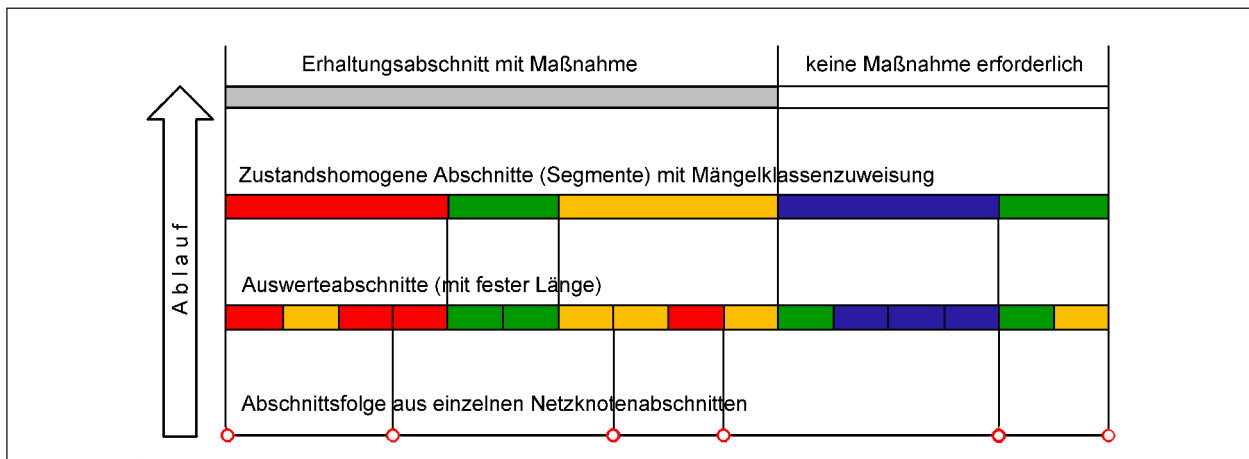 Erhaltungsabschnitt mit Maßnahme
keine Maßnahme erforderlich
Zustandshomogene Abschnitte (Segmente) mit Mängelklassenzuweisung
Auswerteabschnitte (mit fester Länge)
Abschnittsfolge aus einzelnen Netzknotenabschnitten
Ablauf